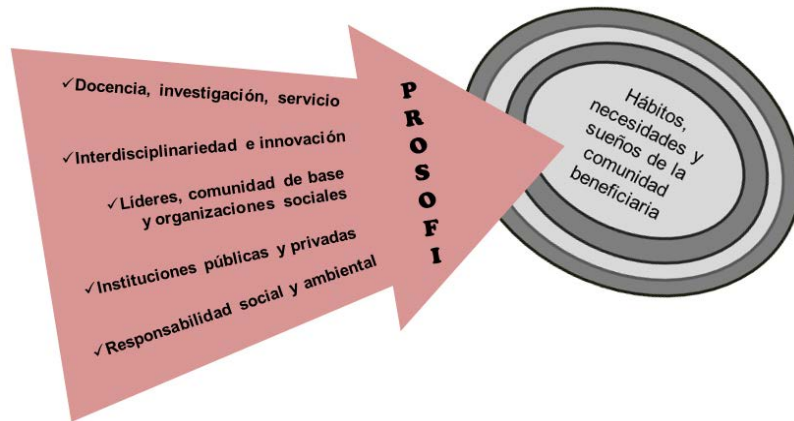 ✓Docencia, investigación, servicio
✓Interdisciplinariedad e innovación
✓Líderes, comunidad de base
y organizaciones sociales
✓Instituciones públicas y privadas
✓Responsabilidad social y ambiental
PROSOFI
Hábitos,
necesidades y
sueños de la
comunidad
beneficiaria